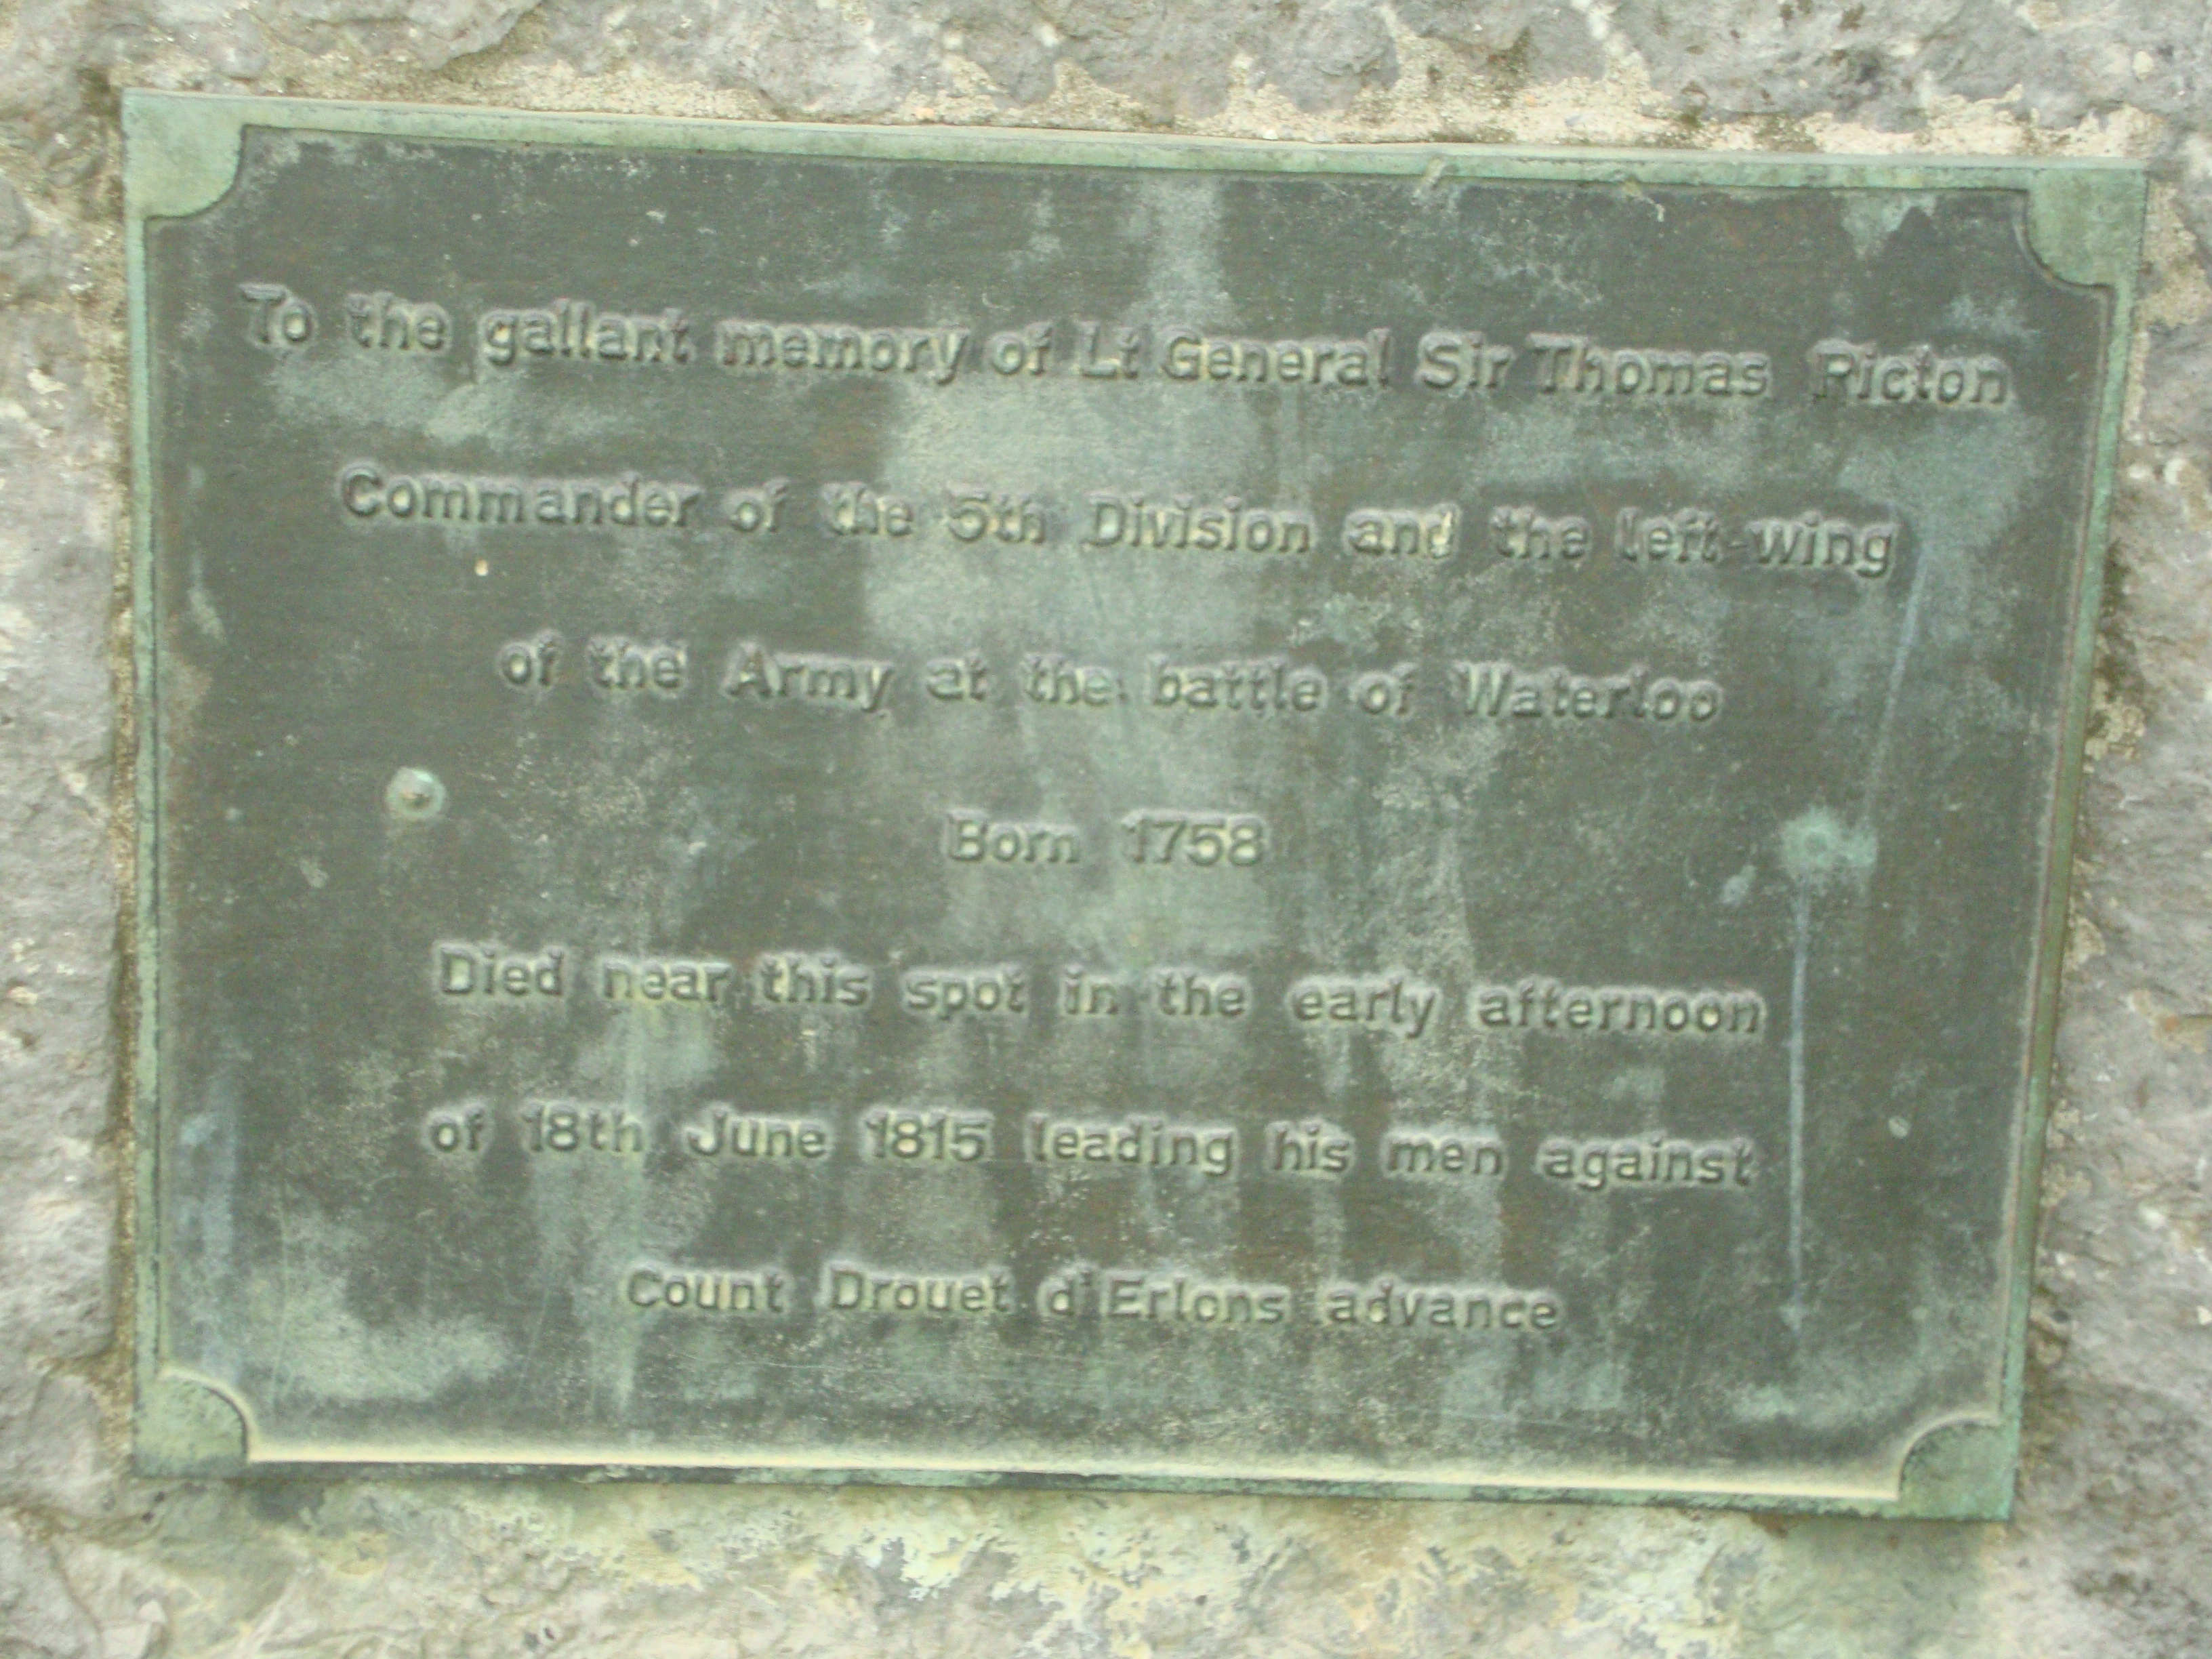 To the gallant memory of Lt General Sir Thomas Picton
Commander of the 5th Division and the left-wing
of the Army at the battle of Waterloo
Born 1758
Died near this spot in the early afternoon
of 18th June 1815 leading his men against
Count Drouet d'Erlons advance